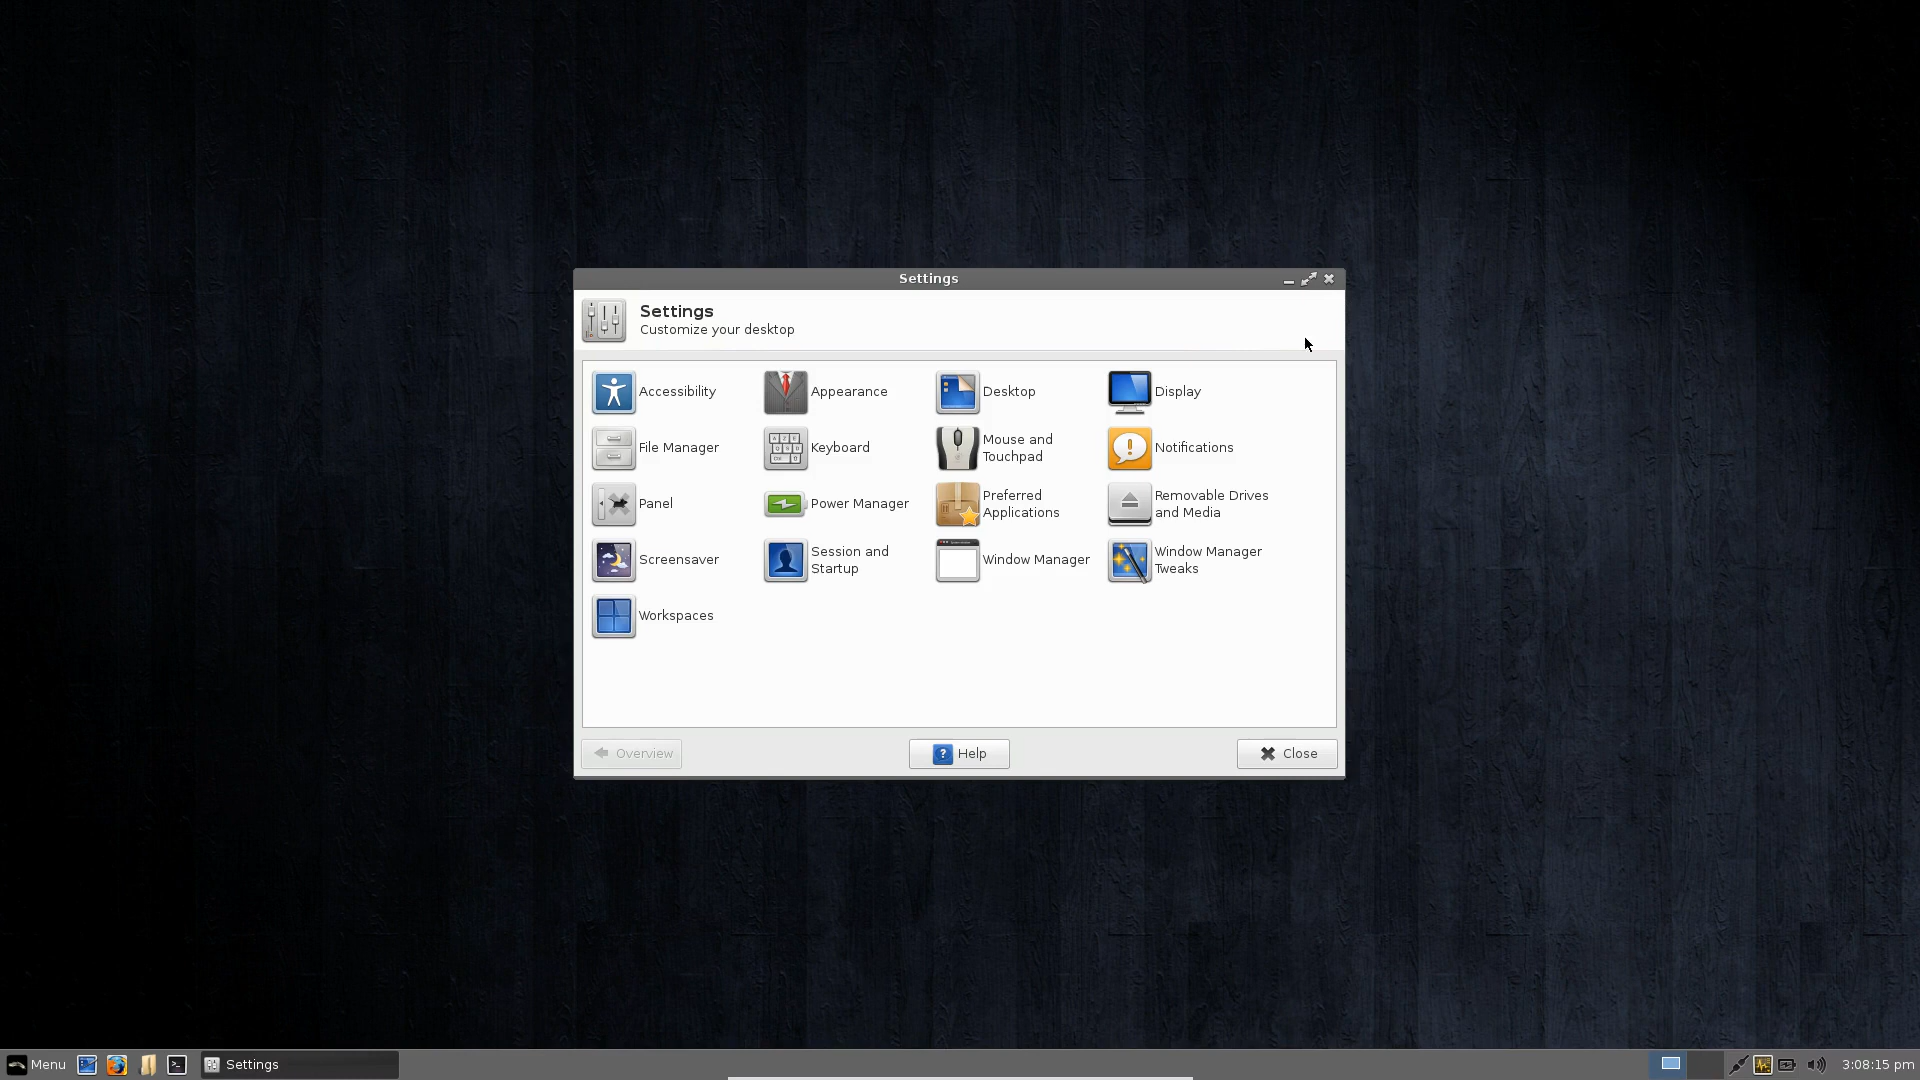 Settings
Settings
Customize your desktop
Accessibility
Appearance
Desktop
Display
File Manager
Keyboard
Mouse and
Touchpad
Notifications
Panel
Power Manager
Preferred
Applications
Removable Drives
and Media
Screensaver
Session and
Startup
Window Manager
Window Manager
Tweaks
Workspaces
Overview
Help
Close
Menu
Settings
3:08:15 pm